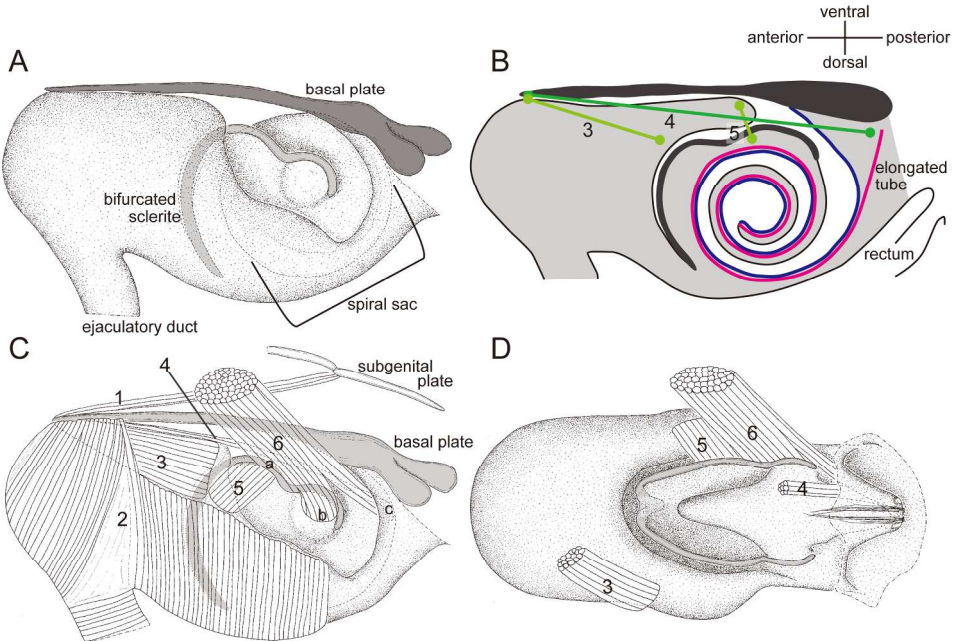 A
basal plate
bifurcated
sclerite
spiral sac
ejaculatory duct
B
ventral
anterior
posterior
dorsal
3
4
5
elongated
tube
rectum
C
4
subgenital
plate
1
basal plate
6
3
a
5
b
c
2
D
5
6
4
3